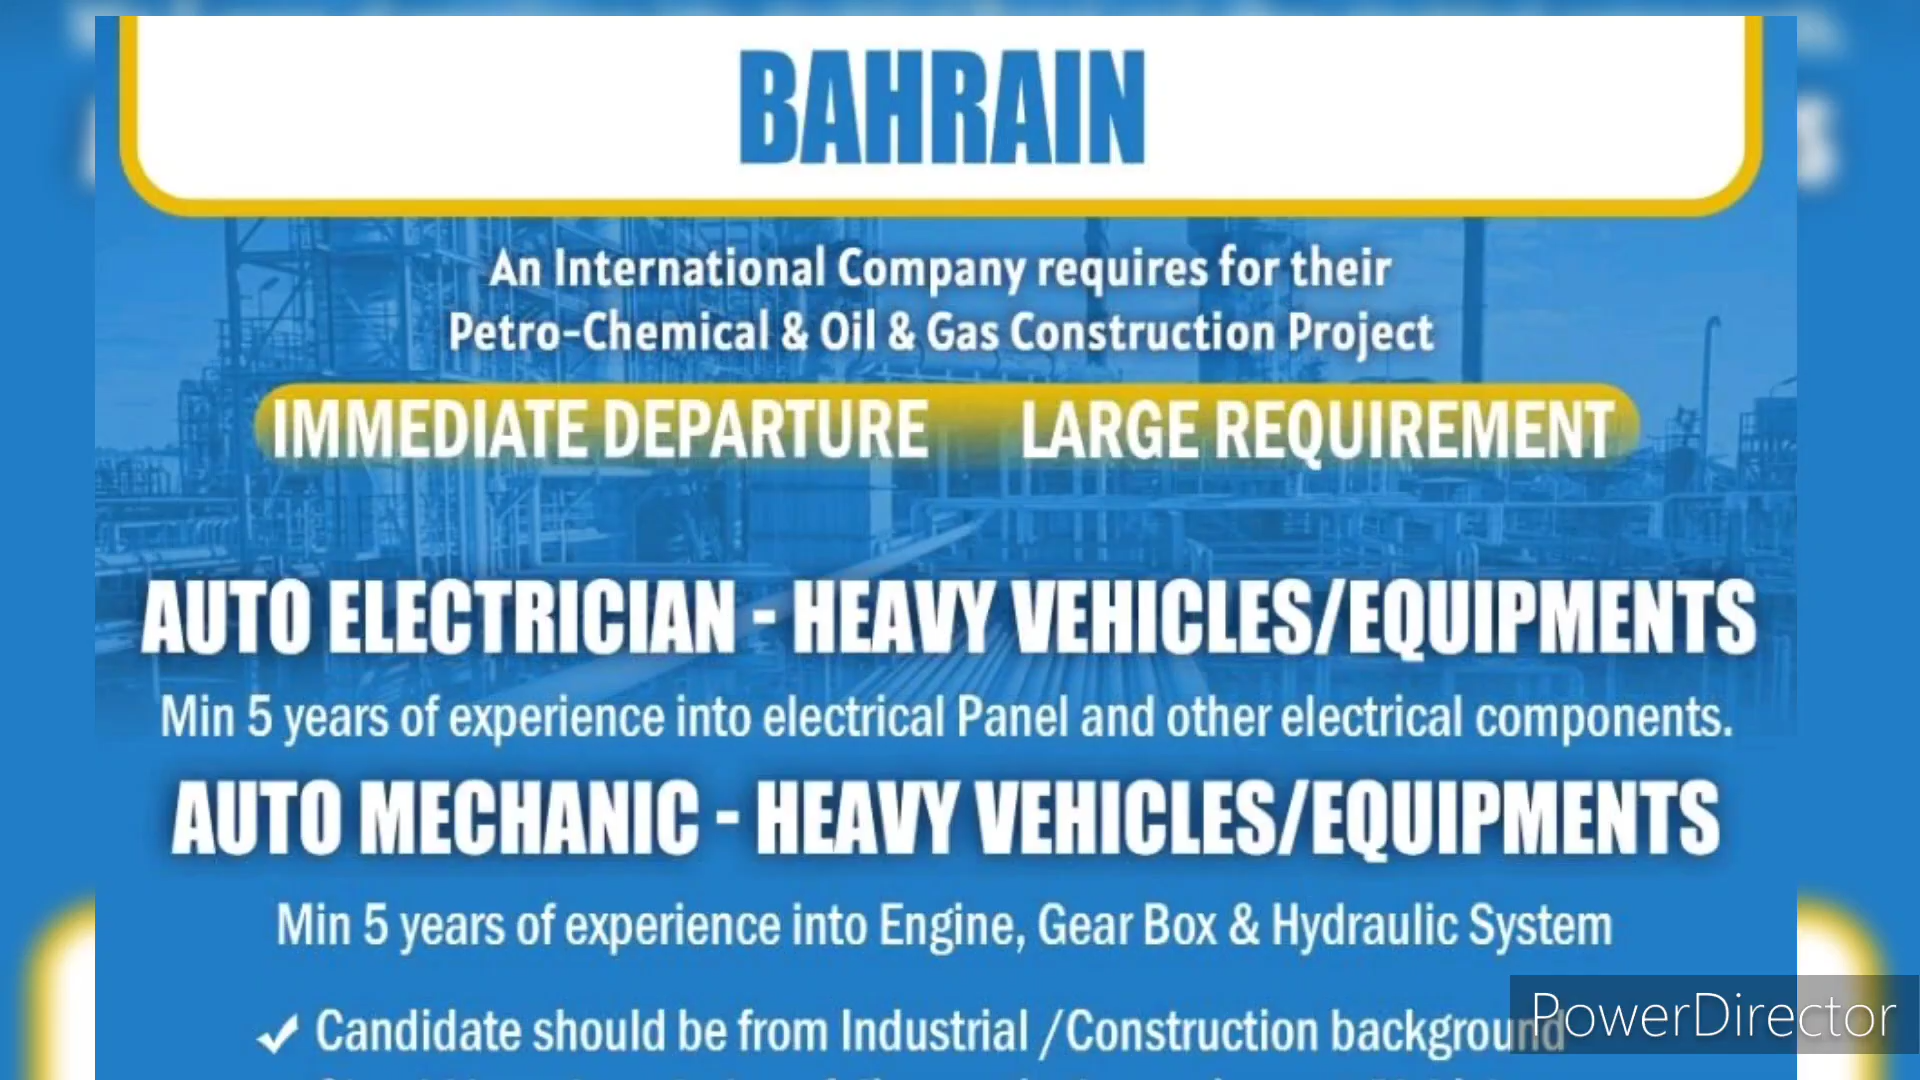 BAHRAIN
An International Company requires for their
Petro-Chemical & Oil & Gas Construction Project
IMMEDIATE DEPARTURE LARGE REQUIREMENT
AUTO ELECTRICIAN - HEAVY VEHICLES/EQUIPMENTS
Min 5 years of experience into electrical Panel and other electrical components.
AUTO MECHANIC - HEAVY VEHICLES/EQUIPMENTS
Min 5 years of experience into Engine, Gear Box & Hydraulic System
✓ Candidate should be from Industrial /Construction background
PowerDirector